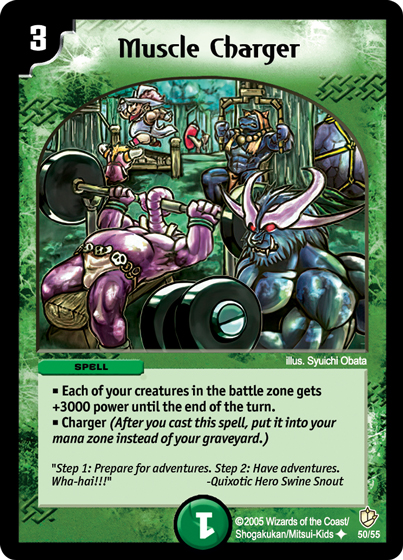 3
Muscle Charger
illus. Syuichi Obata
SPELL
▪ Each of your creatures in the battle zone gets
+3000 power until the end of the turn.
▪ Charger (After you cast this spell, put it into your
mana zone instead of your graveyard.)
"Step 1: Prepare for adventures. Step 2: Have adventures.
Wha-hai!!!" -Quixotic Hero Swine Snout
1
©2005 Wizards of the Coast/
Shogakukan/Mitsui-Kids ✦ 50/55